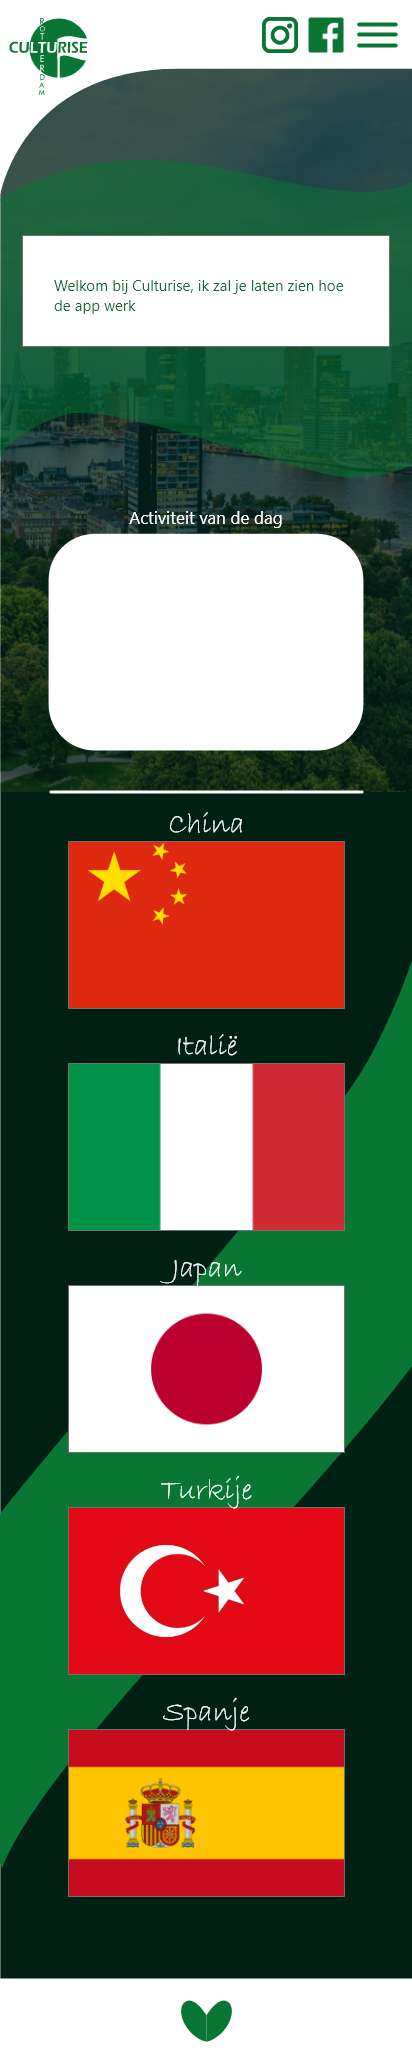 ROTTERDAM
CULTURISE
Welkom bij Culturise, ik zal je laten zien hoe
de app werk
Activiteit van de dag
China
Italië
Japan
Turkije
Spanje